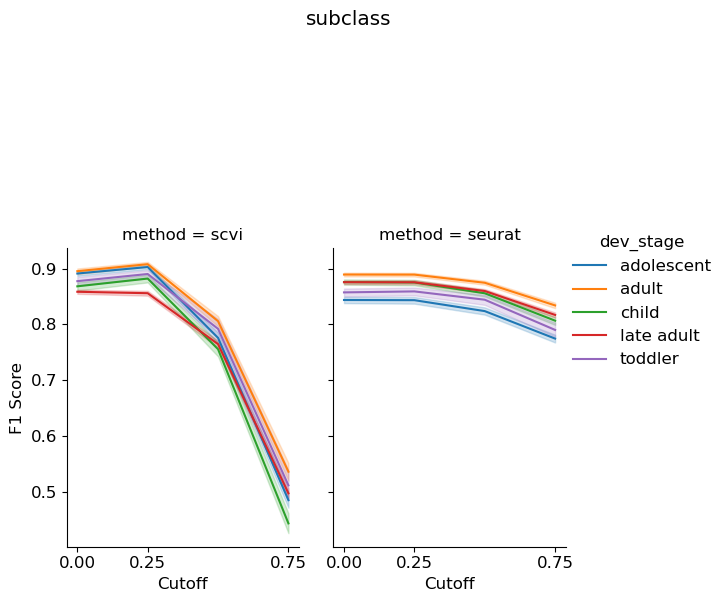 subclass
method = scvi
method = seurat
dev_stage
adolescent
adult
child
late adult
toddler
F1 Score
0.9
0.8
0.7
0.6
0.5
0.00 0.25 0.75
Cutoff
0.00 0.25 0.75
Cutoff